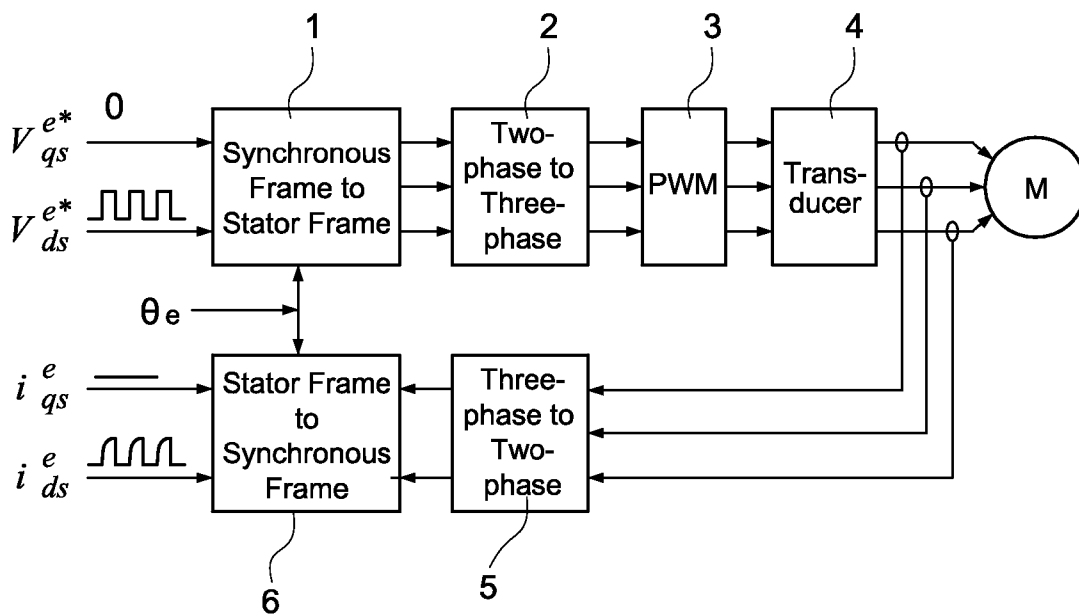 1
2
3
4
0
V e* qs
V e* ds
Synchronous
Frame to
Stator Frame
Two-
phase to
Three-
phase
PWM
Trans-
ducer
M
θ e
i e qs
i e ds
Stator Frame
to
Synchronous
Frame
Three-
phase to
Two-
phase
5
6